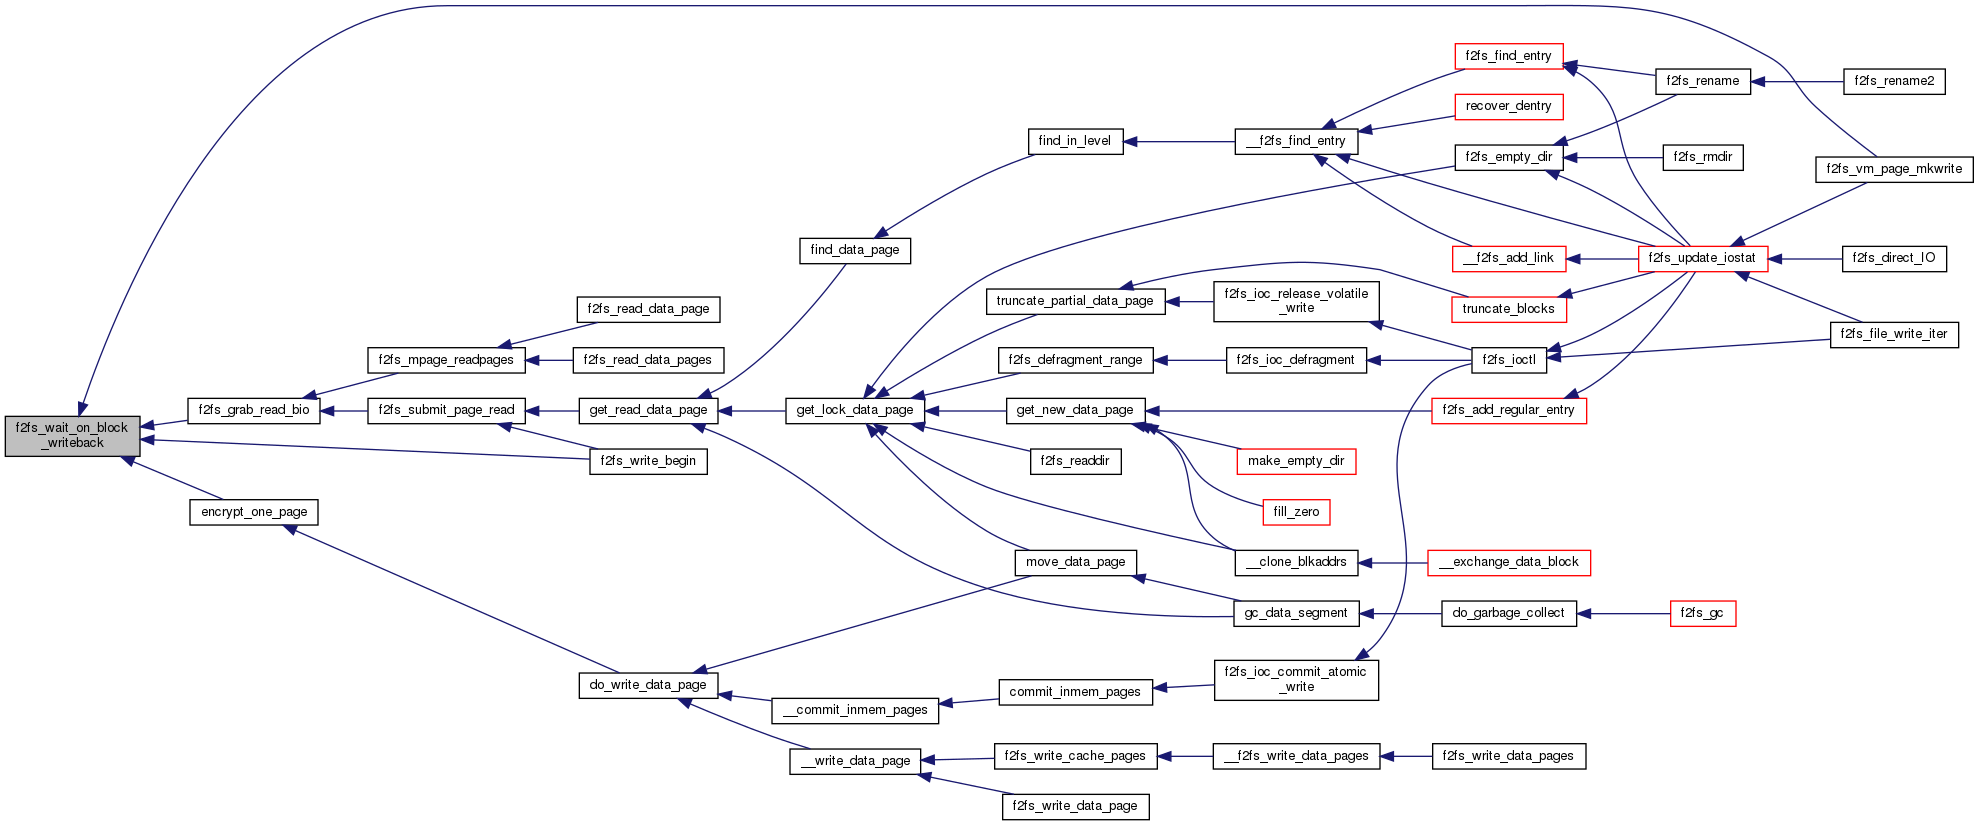 f2fs_find_entry
f2fs_rename
f2fs_rename2
recover_dentry
find_in_level
__f2fs_find_entry
f2fs_empty_dir
f2fs_rmdir
f2fs_vm_page_mkwrite
find_data_page
__f2fs_add_link
f2fs_update_iostat
f2fs_direct_IO
truncate_partial_data_page
f2fs_ioc_release_volatile
_write
f2fs_read_data_page
truncate_blocks
f2fs_file_write_iter
f2fs_mpage_readpages
f2fs_read_data_pages
f2fs_defragment_range
f2fs_ioc_defragment
f2fs_ioctl
f2fs_grab_read_bio
f2fs_submit_page_read
get_read_data_page
get_lock_data_page
get_new_data_page
f2fs_add_regular_entry
f2fs_wait_on_block
_writeback
f2fs_write_begin
f2fs_readdir
make_empty_dir
encrypt_one_page
fill_zero
move_data_page
__clone_blkaddrs
__exchange_data_block
gc_data_segment
do_garbage_collect
f2fs_gc
do_write_data_page
f2fs_ioc_commit_atomic
_write
commit_inmem_pages
__commit_inmem_pages
__write_data_page
f2fs_write_cache_pages
__f2fs_write_data_pages
f2fs_write_data_pages
f2fs_write_data_page